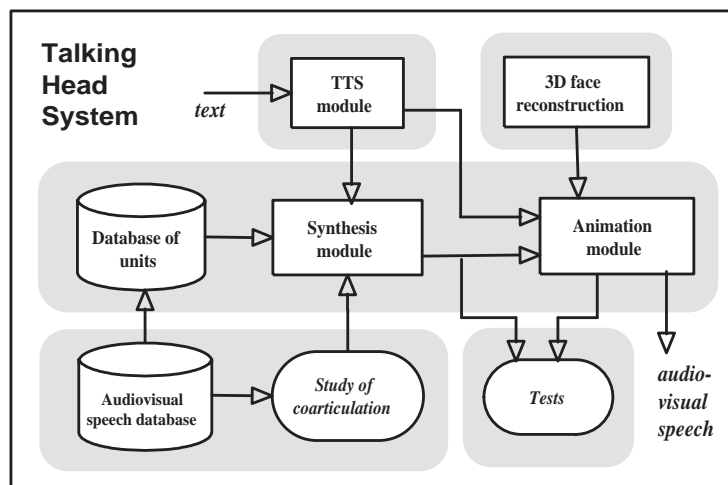 Talking
Head
System
text
TTS
module
3D face
reconstruction
Database of
units
Synthesis
module
Animation
module
Audiovisual
speech database
Study of
coarticulation
Tests
audio-
visual
speech